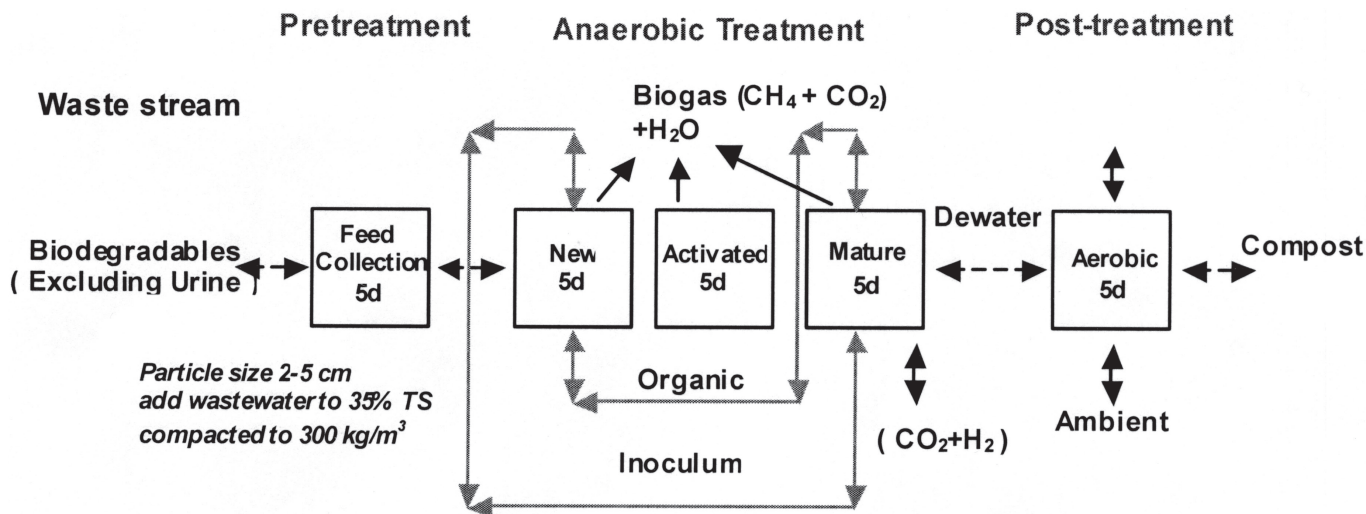 Pretreatment
Anaerobic Treatment
Post-treatment
Waste stream
Biogas (CH₄ + CO₂)
+H₂O
Biodegradables
( Excluding Urine )
Feed
Collection
5d
New
5d
Activated
5d
Mature
5d
Dewater
Aerobic
5d
Compost
Particle size 2-5 cm
add wastewater to 35% TS
compacted to 300 kg/m³
Organic
( CO₂+H₂ )
Ambient
Inoculum